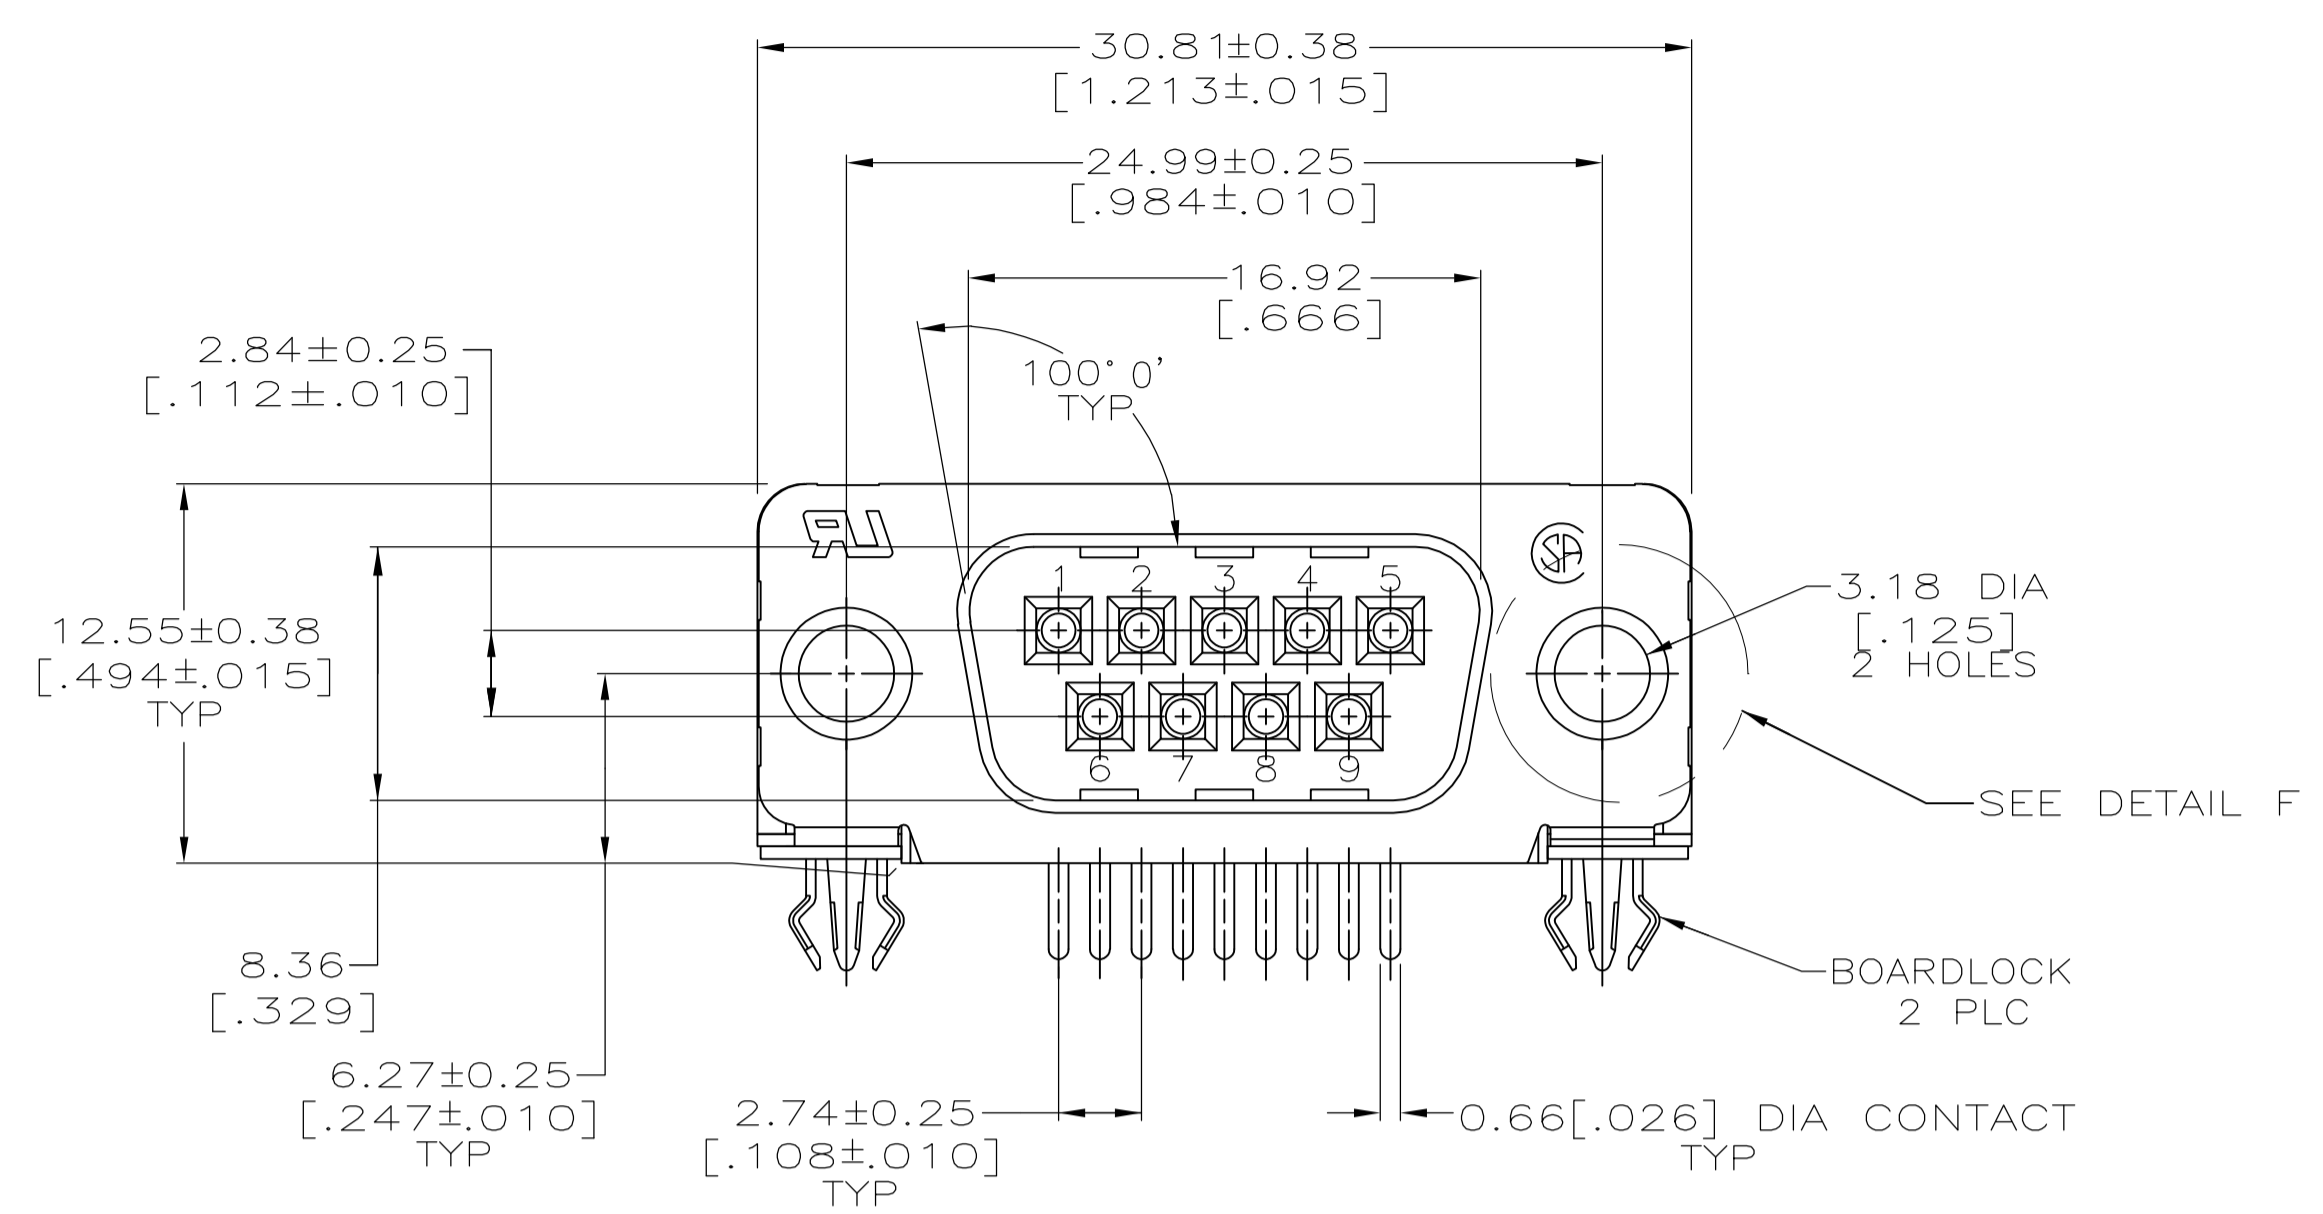 30.81±0.38
[1.213±.015]
24.99±0.25
[.984±.010]
16.92
[.666]
2.84±0.25
[.112±.010]
100° 0'
TYP
12.55±0.38
[.494±.015]
TYP
1 2 3 4 5
6 7 8 9
3.18 DIA
[.125]
2 HOLES
SEE DETAIL F
8.36
[.329]
BOARDLOCK
2 PLC
6.27±0.25
[.247±.010]
TYP
2.74±0.25
[.108±.010]
TYP
0.66[.026] DIA CONTACT
TYP